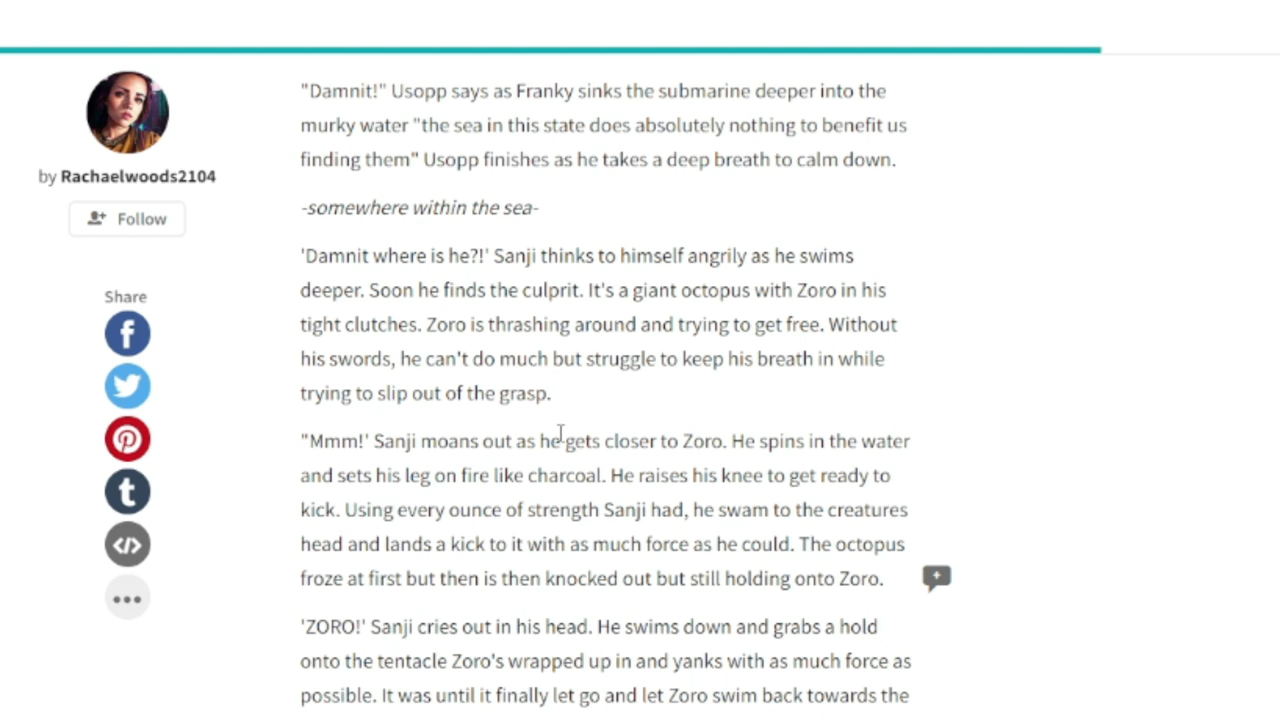 "Damnit!" Usopp says as Franky sinks the submarine deeper into the
murky water "the sea in this state does absolutely nothing to benefit us
finding them" Usopp finishes as he takes a deep breath to calm down.
by Rachaelwoods2104
Follow
-somewhere within the sea-
'Damnit where is he?!' Sanji thinks to himself angrily as he swims
deeper. Soon he finds the culprit. It's a giant octopus with Zoro in his
tight clutches. Zoro is thrashing around and trying to get free. Without
his swords, he can't do much but struggle to keep his breath in while
trying to slip out of the grasp.
Share
"Mmm!' Sanji moans out as he gets closer to Zoro. He spins in the water
and sets his leg on fire like charcoal. He raises his knee to get ready to
kick. Using every ounce of strength Sanji had, he swam to the creatures
head and lands a kick to it with as much force as he could. The octopus
froze at first but then is then knocked out but still holding onto Zoro.
'ZORO!' Sanji cries out in his head. He swims down and grabs a hold
onto the tentacle Zoro's wrapped up in and yanks with as much force as
possible. It was until it finally let go and let Zoro swim back towards the